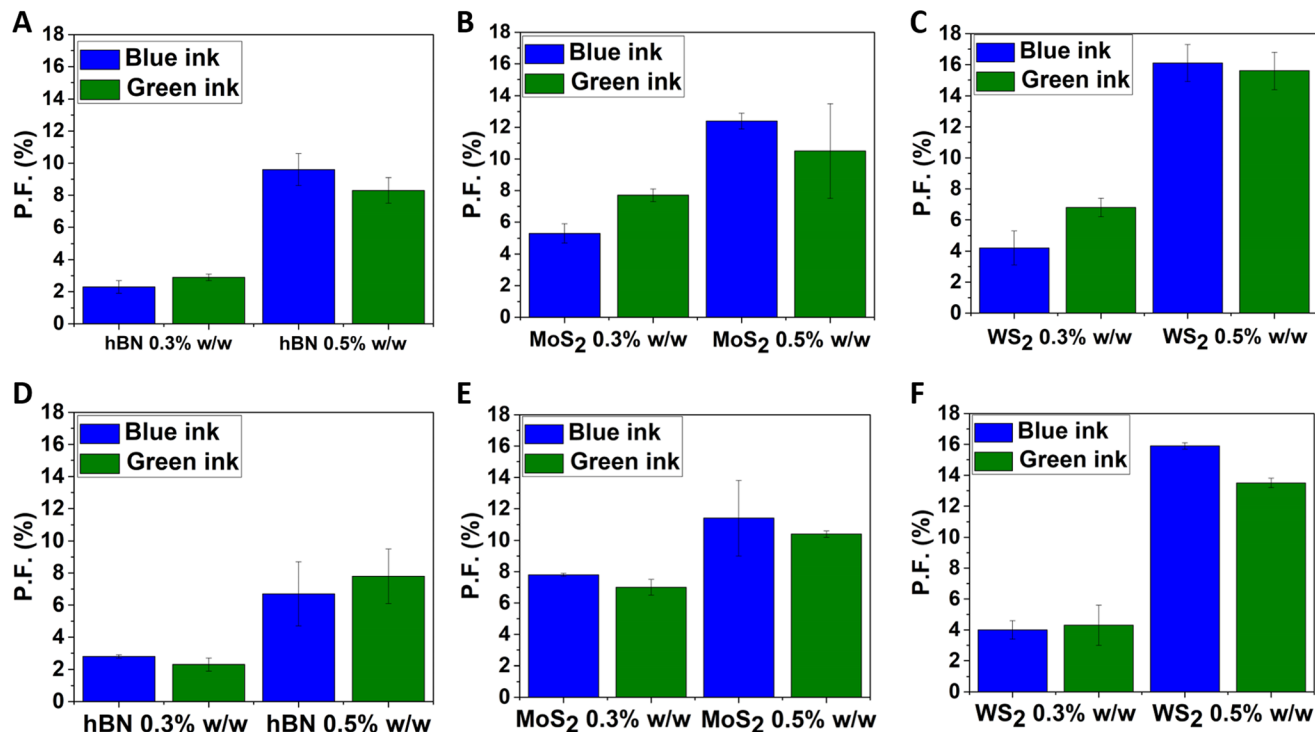 A
18
16
14
12
10
8
6
4
2
0
P.F. (%)
Blue ink
Green ink
hBN 0.3% w/w hBN 0.5% w/w
B
18
16
14
12
10
8
6
4
2
0
P.F. (%)
Blue ink
Green ink
MoS2 0.3% w/w MoS2 0.5% w/w
C
18
16
14
12
10
8
6
4
2
0
P.F. (%)
Blue ink
Green ink
WS2 0.3% w/w WS2 0.5% w/w
D
18
16
14
12
10
8
6
4
2
0
P.F. (%)
Blue ink
Green ink
hBN 0.3% w/w hBN 0.5% w/w
E
18
16
14
12
10
8
6
4
2
0
P.F. (%)
Blue ink
Green ink
MoS2 0.3% w/w MoS2 0.5% w/w
F
18
16
14
12
10
8
6
4
2
0
P.F. (%)
Blue ink
Green ink
WS2 0.3% w/w WS2 0.5% w/w